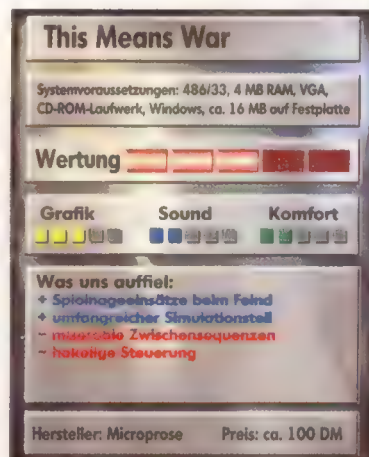 This Means War
Systemvoraussetzungen: 486/33, 4 MB RAM, VGA,
CD-ROM-Laufwerk, Windows, ca. 16 MB auf Festplatte
Wertung
Grafik Sound Komfort
Was uns auffiel:
+ Spioinageeinsätze beim Feind
+ umfangreicher Simulationsteil
- miserable Zwischensequenzen
- hakelige Steuerung
Hersteller: Microprose Preis: ca. 100 DM